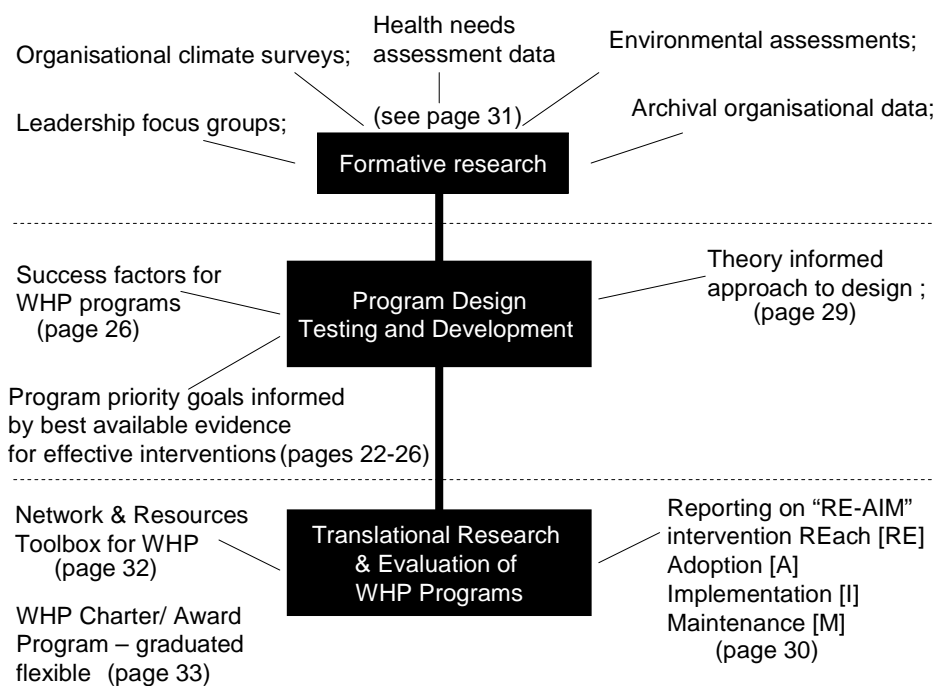 Organisational climate surveys;
Health needs
assessment data
(see page 31)
Environmental assessments;
Leadership focus groups;
Archival organisational data;
Formative research
Success factors for
WHP programs
(page 26)
Program Design
Testing and Development
Theory informed
approach to design ;
(page 29)
Program priority goals informed
by best available evidence
for effective interventions (pages 22-26)
Network & Resources
Toolbox for WHP
(page 32)
WHP Charter/ Award
Program – graduated
flexible (page 33)
Translational Research
& Evaluation of
WHP Programs
Reporting on “RE-AIM”
intervention REach [RE]
Adoption [A]
Implementation [I]
Maintenance [M]
(page 30)